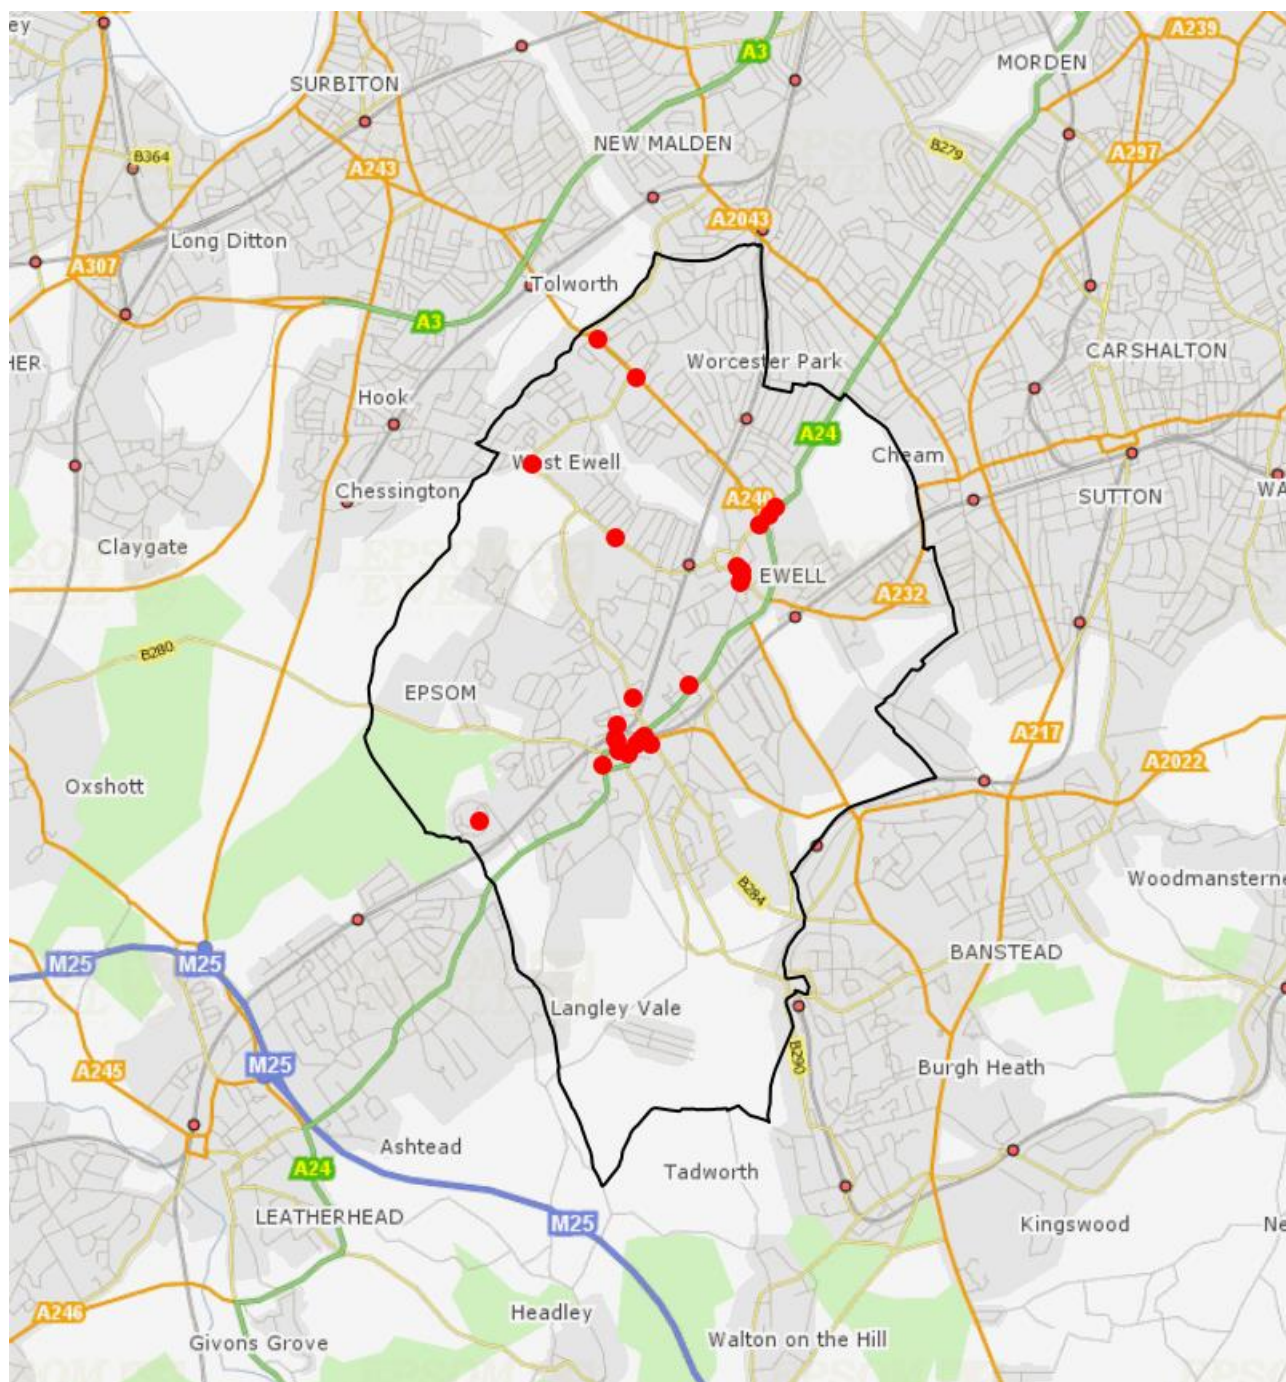 ey
A239
A3
MORDEN
SURBITON
NEW MALDEN
B279
A297
B364
A243
A2043
Long Ditton
A307
Tolworth
A3
HER
Worcester Park
CARSHALTON
Hook
A24
Cheam
West Ewell
Chessington
A240
SUTTON
WA
Claygate
EWELL
A232
B280
EPSOM
A217
A2022
Oxshott
B284
Woodmansterne
BANSTEAD
M25
M25
Langley Vale
M25
A245
B290
Burgh Heath
Ashtead
A24
Tadworth
LEATHERHEAD
M25
Kingswood
Ne
A246
Headley
Givons Grove
Walton on the Hill